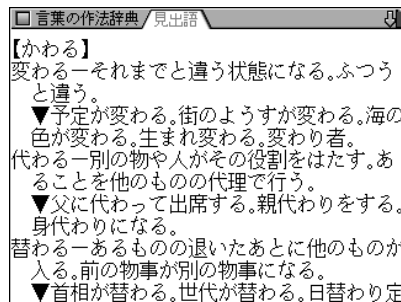 言葉の作法辞典 見出語
【かわる】
変わる―それまでと違う状態になる｡ふつう
と違う｡
▼予定が変わる｡街のようすが変わる｡海の
色が変わる｡生まれ変わる｡変わり者｡
代わる―別の物や人がその役割をはたす｡あ
ることを他のものの代理で行う｡
▼父に代わって出席する｡親代わりをする｡
身代わりになる｡
替わる―あるものの退いたあとに他のものが
入る｡前の物事が別の物事になる｡
▼首相が替わる｡世代が替わる｡日替わり定